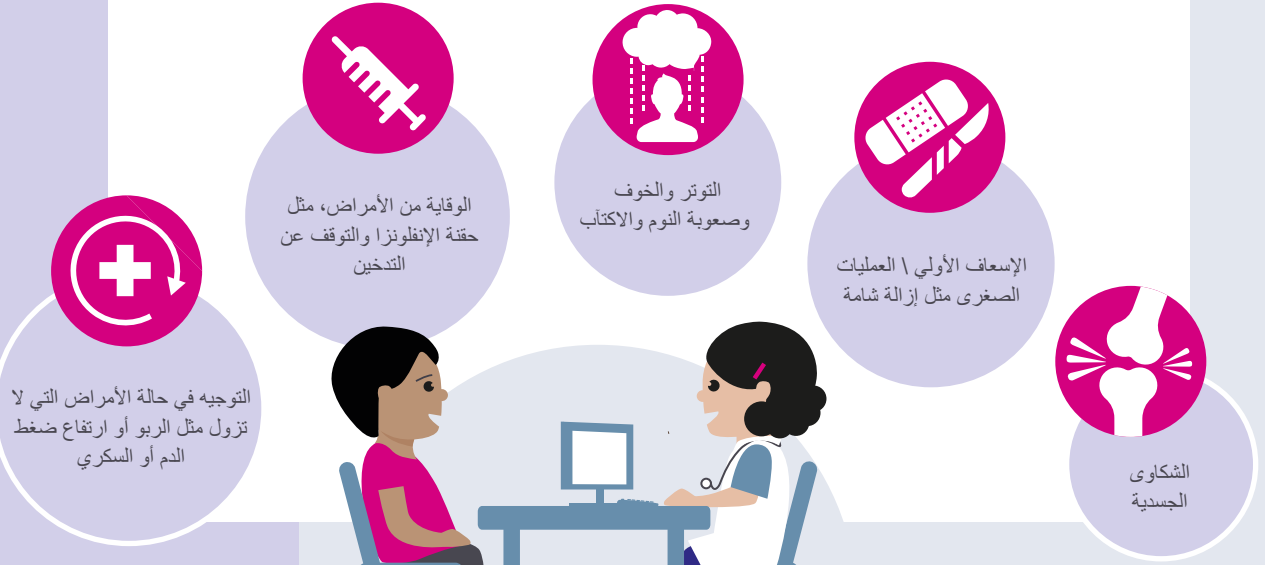 الشكاوى
الجسدية
الإسعاف الأولي \ العمليات
الصغرى مثل إزالة شامة
التوتر والخوف
وصعوبة النوم والاكتآب
الوقاية من الأمراض، مثل
حقنة الإنفلونزا والتوقف عن
التدخين
التوجيه في حالة الأمراض التي لا
تزول مثل الربو أو ارتفاع ضغط
الدم أو السكري